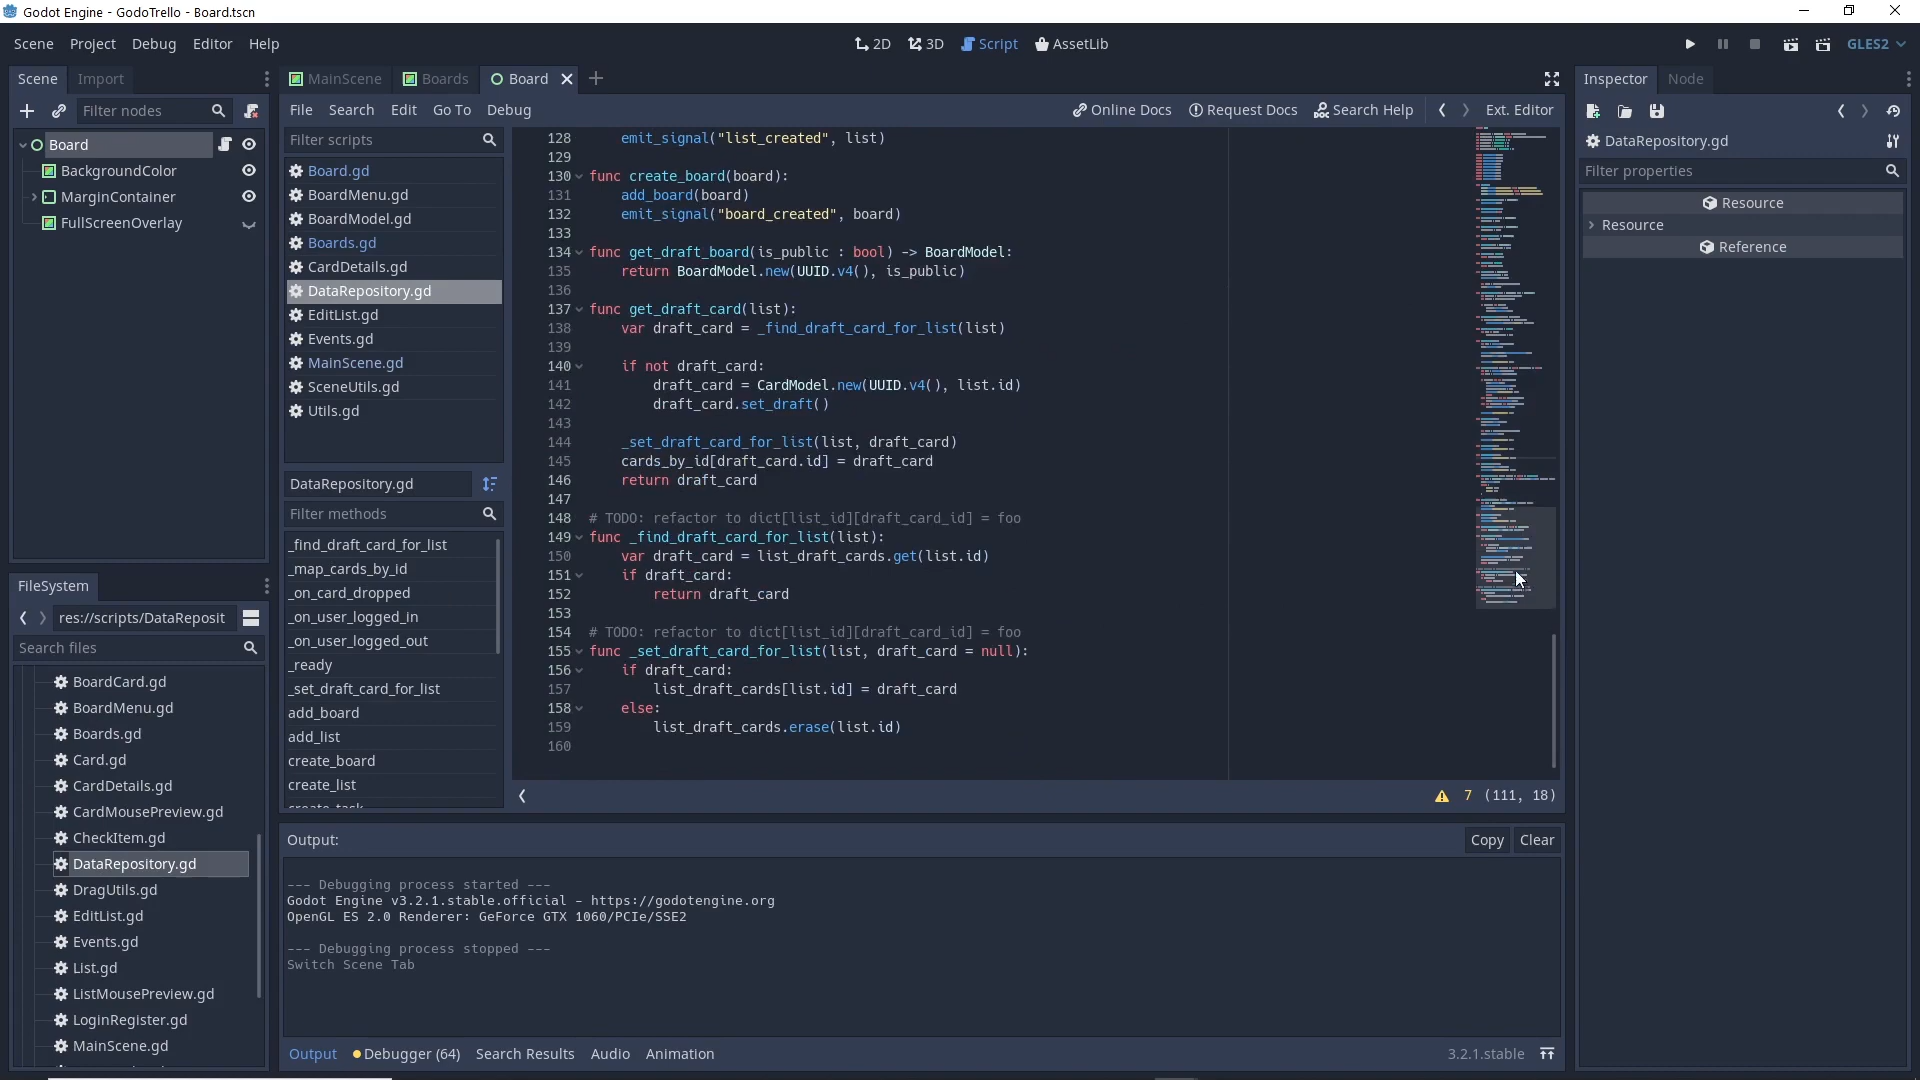 Godot Engine - GodoTrello - Board.tscn
Scene Project Debug Editor Help
2D 3D Script AssetLib
GLES2
Scene Import
Filter nodes
Board
BackgroundColor
MarginContainer
FullScreenOverlay
FileSystem
res://scripts/DataReposit
Search files
BoardCard.gd
BoardMenu.gd
Boards.gd
Card.gd
CardDetails.gd
CardMousePreview.gd
CheckItem.gd
DataRepository.gd
DragUtils.gd
EditList.gd
Events.gd
List.gd
ListMousePreview.gd
LoginRegister.gd
MainScene.gd
MainScene Boards Board
File Search Edit Go To Debug
Online Docs Request Docs Search Help Ext. Editor
Filter scripts
Board.gd
BoardMenu.gd
BoardModel.gd
Boards.gd
CardDetails.gd
DataRepository.gd
EditList.gd
Events.gd
MainScene.gd
SceneUtils.gd
Utils.gd
DataRepository.gd
Filter methods
_find_draft_card_for_list
_map_cards_by_id
_on_card_dropped
_on_user_logged_in
_on_user_logged_out
_ready
_set_draft_card_for_list
add_board
add_list
create_board
create_list
create_task
128 emit_signal("list_created", list)
129
130 func create_board(board):
131 add_board(board)
132 emit_signal("board_created", board)
133
134 func get_draft_board(is_public : bool) -> BoardModel:
135 return BoardModel.new(UUID.v4(), is_public)
136
137 func get_draft_card(list):
138 var draft_card = _find_draft_card_for_list(list)
139
140 if not draft_card:
141 draft_card = CardModel.new(UUID.v4(), list.id)
142 draft_card.set_draft()
143
144 _set_draft_card_for_list(list, draft_card)
145 cards_by_id[draft_card.id] = draft_card
146 return draft_card
147
148 # TODO: refactor to dict[list_id][draft_card_id] = foo
149 func _find_draft_card_for_list(list):
150 var draft_card = list_draft_cards.get(list.id)
151 if draft_card:
152 return draft_card
153
154 # TODO: refactor to dict[list_id][draft_card_id] = foo
155 func _set_draft_card_for_list(list, draft_card = null):
156 if draft_card:
157 list_draft_cards[list.id] = draft_card
158 else:
159 list_draft_cards.erase(list.id)
160
7 (111, 18)
Output:
Copy Clear
--- Debugging process started ---
Godot Engine v3.2.1.stable.official - https://godotengine.org
OpenGL ES 2.0 Renderer: GeForce GTX 1060/PCIe/SSE2
--- Debugging process stopped ---
Switch Scene Tab
Output Debugger (64) Search Results Audio Animation
3.2.1.stable
Inspector Node
DataRepository.gd
Filter properties
Resource
Resource
Reference